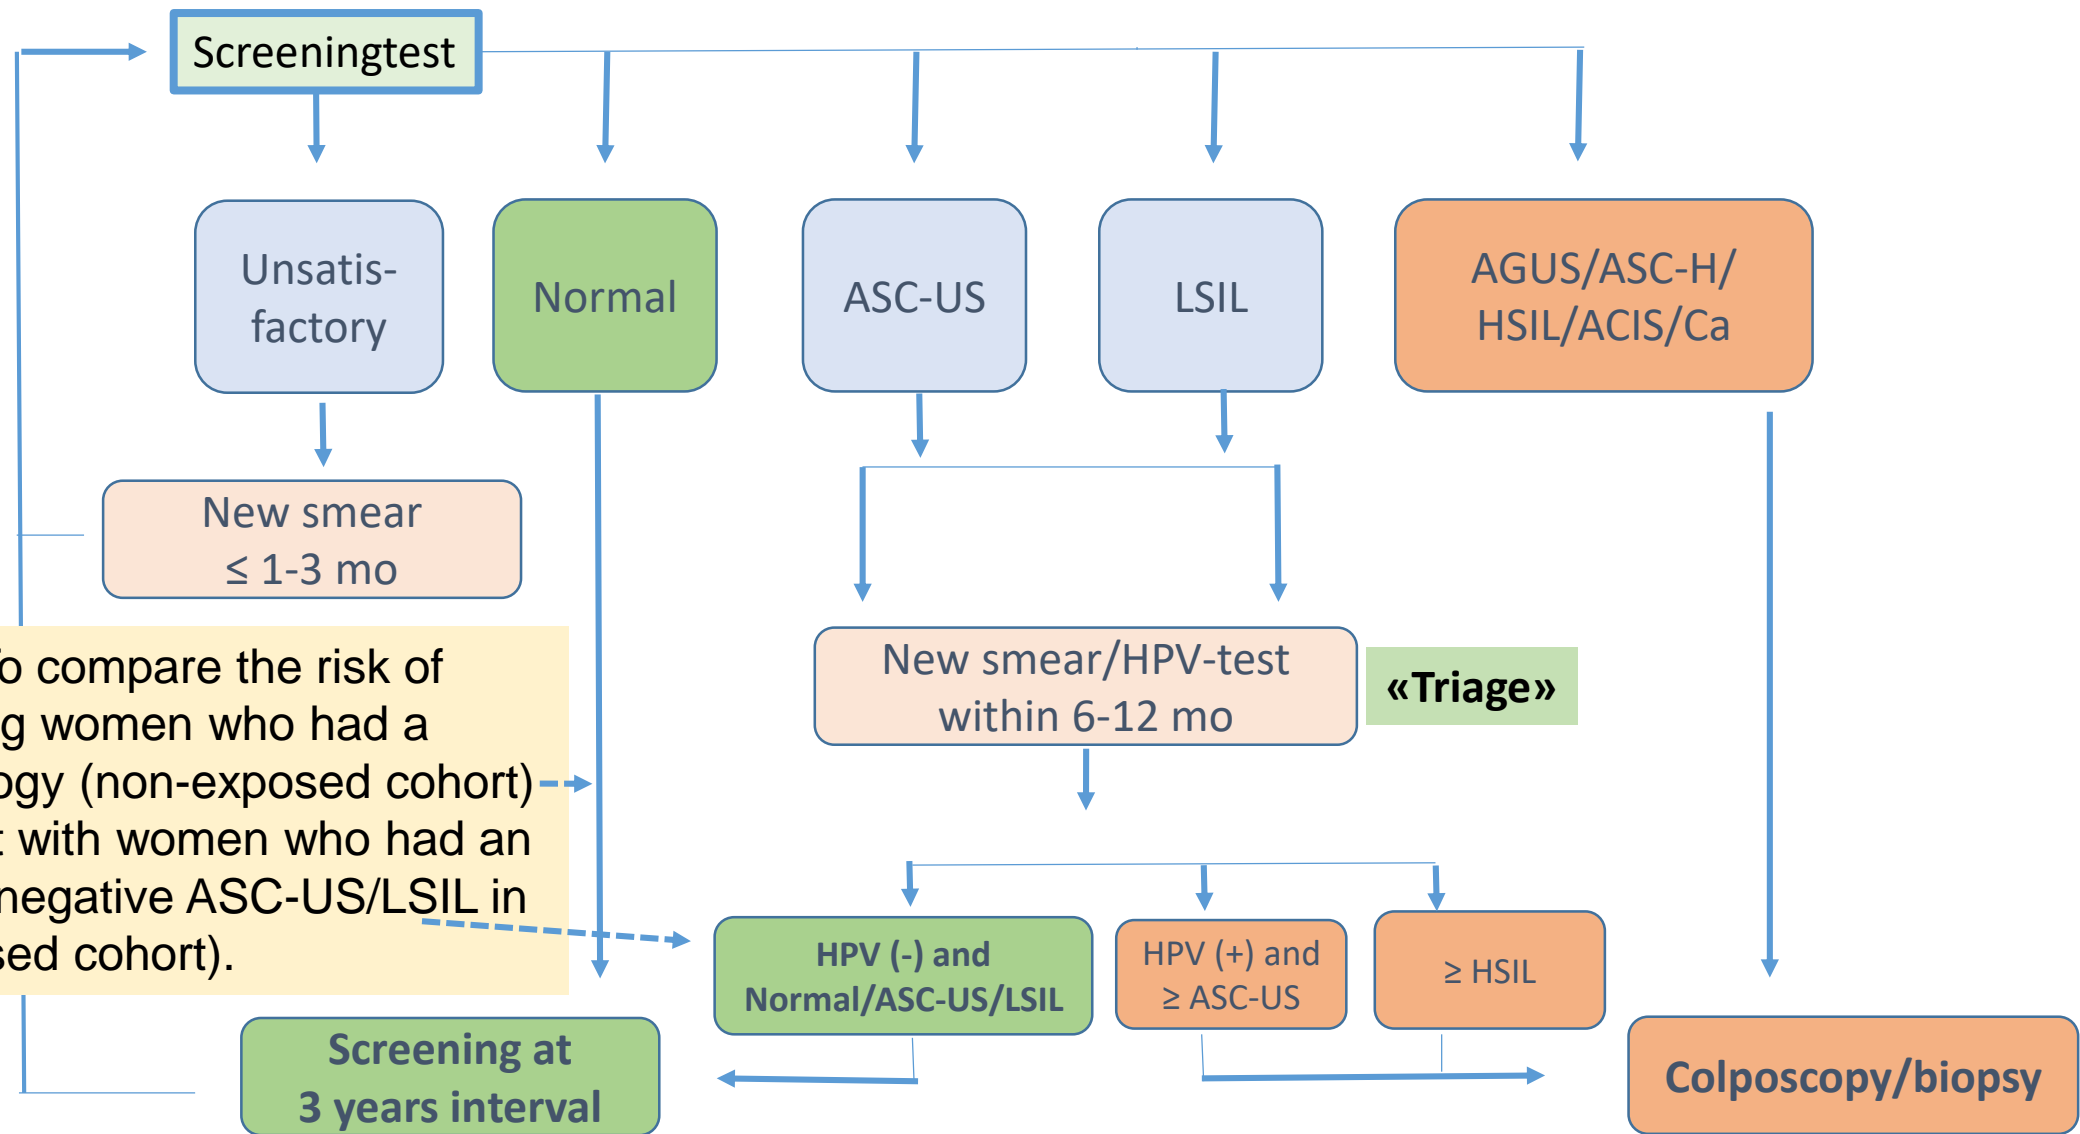 Screeningtest
Unsatis-
factory
Normal
ASC-US
LSIL
AGUS/ASC-H/
HSIL/ACIS/Ca
New smear
≤ 1-3 mo
New smear/HPV-test
within 6-12 mo
«Triage»
o compare the risk of
g women who had a
ogy (non-exposed cohort)
t with women who had an
negative ASC-US/LSIL in
sed cohort).
HPV (-) and
Normal/ASC-US/LSIL
HPV (+) and
≥ ASC-US
≥ HSIL
Screening at
3 years interval
Colposcopy/biopsy